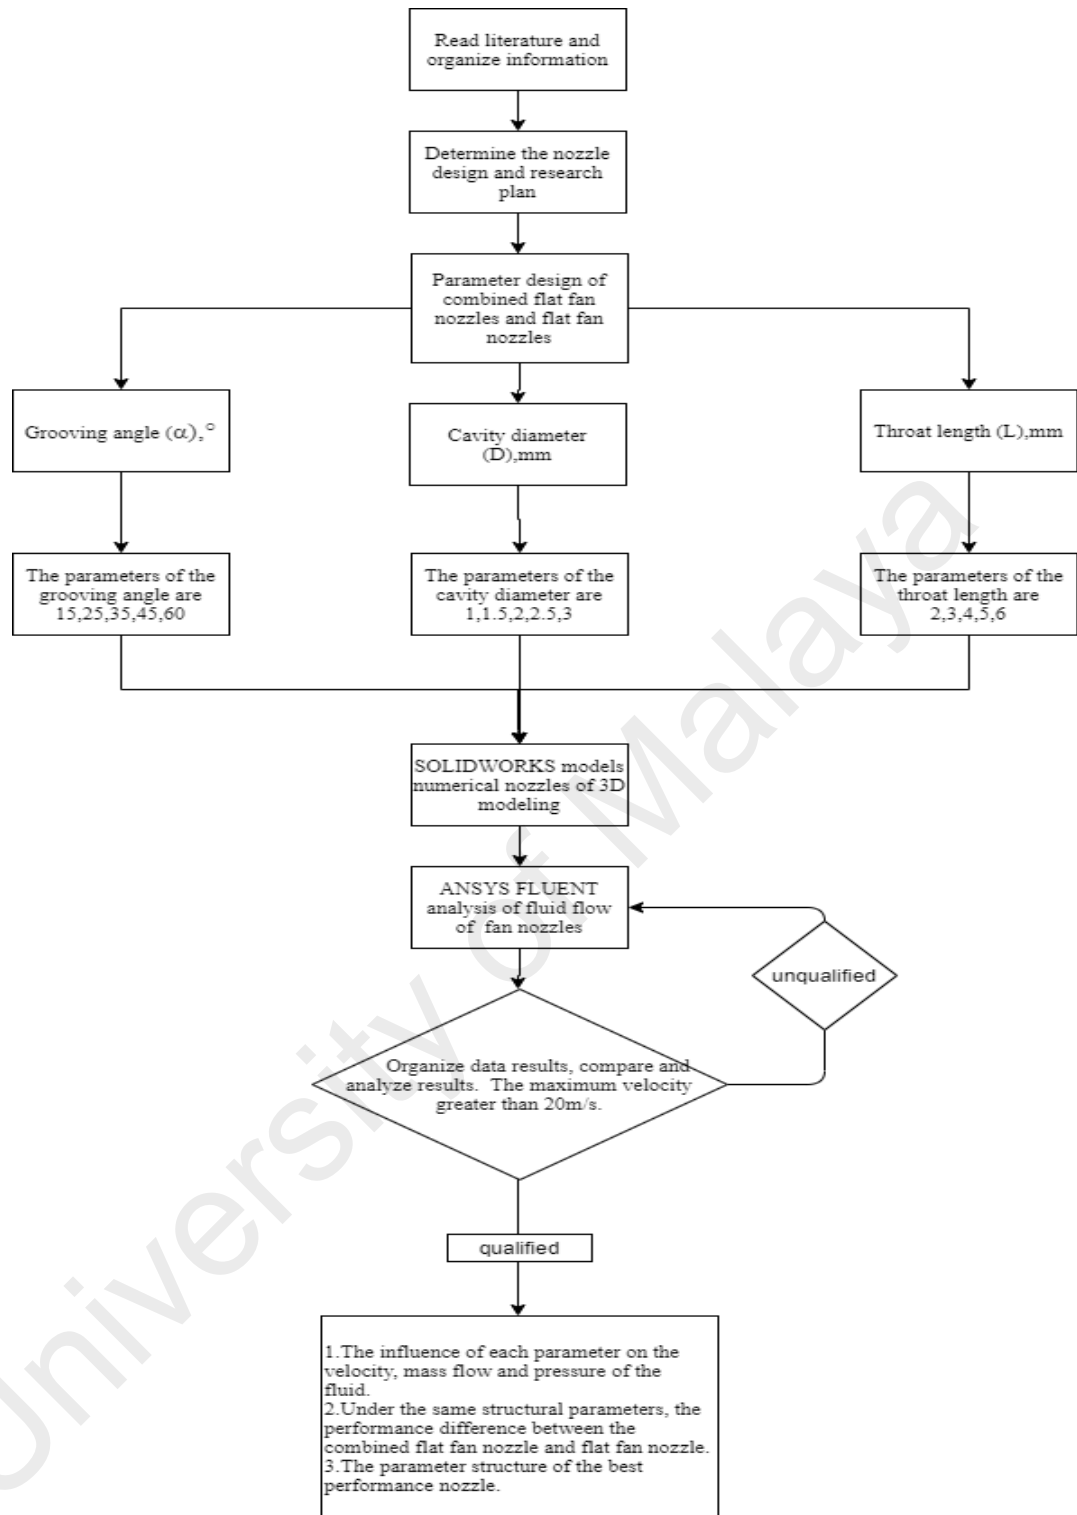 Read literature and
organize information
Determine the nozzle
design and research
plan
Parameter design of
combined flat fan
nozzles and flat fan
nozzles
Grooving angle (α),°
Cavity diameter
(D),mm
Throat length (L),mm
The parameters of the
grooving angle are
15,25,35,45,60
The parameters of the
cavity diameter are
1,1.5,2,2.5,3
The parameters of the
throat length are
2,3,4,5,6
SOLIDWORKS models
numerical nozzles of 3D
modeling
ANSYS FLUENT
analysis of fluid flow
of fan nozzles
unqualified
Organize data results, compare and
analyze results. The maximum velocity
greater than 20m/s.
qualified
1.The influence of each parameter on the
velocity, mass flow and pressure of the
fluid.
2.Under the same structural parameters, the
performance difference between the
combined flat fan nozzle and flat fan nozzle.
3.The parameter structure of the best
performance nozzle.
University of Malaya